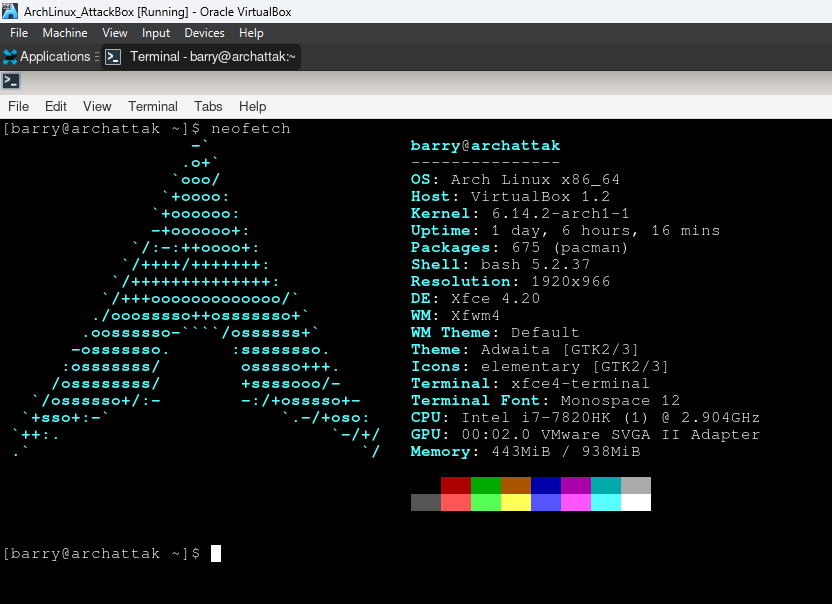 ArchLinux_AttackBox [Running] - Oracle VirtualBox
File Machine View Input Devices Help
Applications Terminal - barry@archattak:~
File Edit View Terminal Tabs Help
[barry@archattak ~]$ neofetch
-` barry@archattak
.o+` ---------------
`ooo/ OS: Arch Linux x86_64
`+oooo: Host: VirtualBox 1.2
`+oooooo: Kernel: 6.14.2-arch1-1
-+oooooo+: Uptime: 1 day, 6 hours, 16 mins
`/:-:++oooo+: Packages: 675 (pacman)
`/++++/+++++++: Shell: bash 5.2.37
`/++++++++++++++: Resolution: 1920x966
`/+++ooooooooooooo/` DE: Xfce 4.20
./ooosssso++osssssso+` WM: Xfwm4
.oossssso-````/ossssss+` WM Theme: Default
-osssssso. :ssssssso. Theme: Adwaita [GTK2/3]
:osssssss/ osssso+++. Icons: elementary [GTK2/3]
/ossssssss/ +ssssooo/- Terminal: xfce4-terminal
`/ossssso+/:- -:/+osssso+- Terminal Font: Monospace 12
`+sso+:-` `.-/+oso: CPU: Intel i7-7820HK (1) @ 2.904GHz
`++:. `-/+/ GPU: 00:02.0 VMware SVGA II Adapter
.` `/ Memory: 443MiB / 938MiB
[barry@archattak ~]$